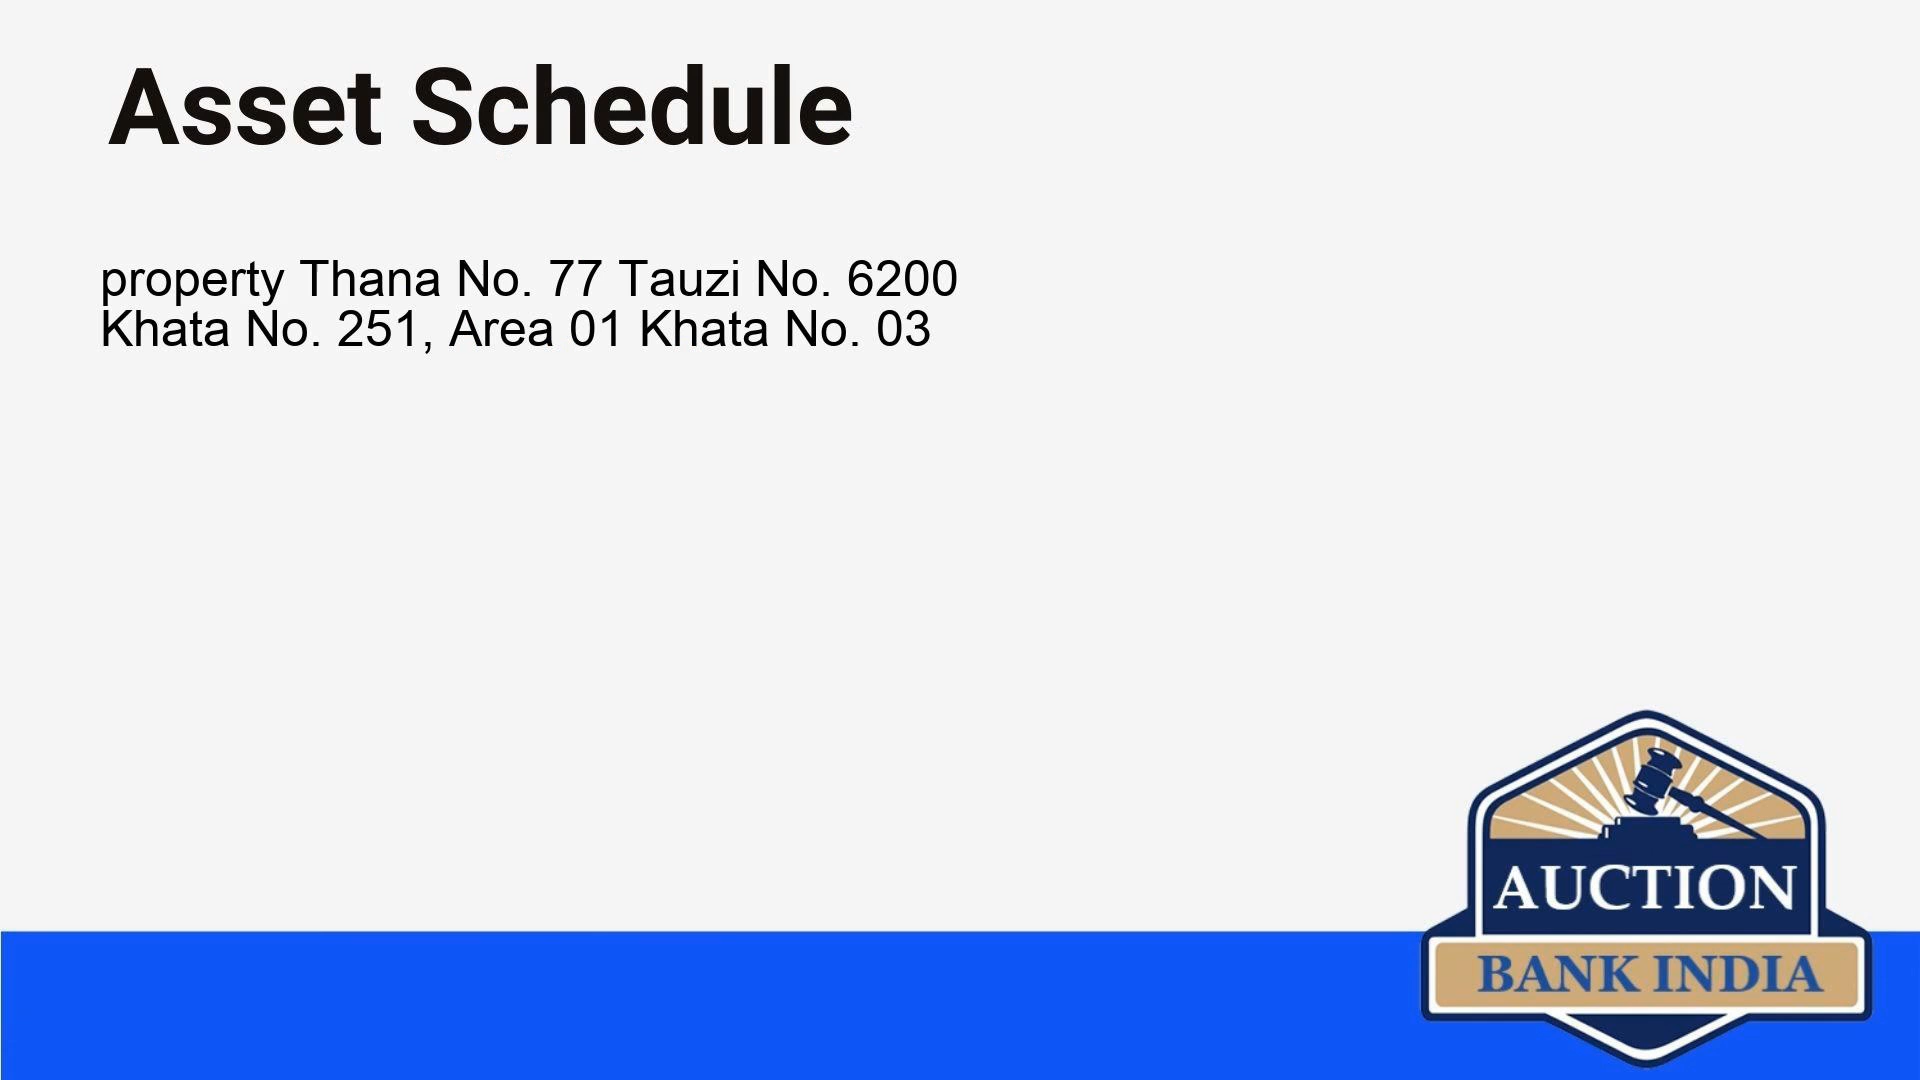 Asset Schedule
property Thana No. 77 Tauzi No. 6200
Khata No. 251, Area 01 Khata No. 03
AUCTION
BANK INDIA